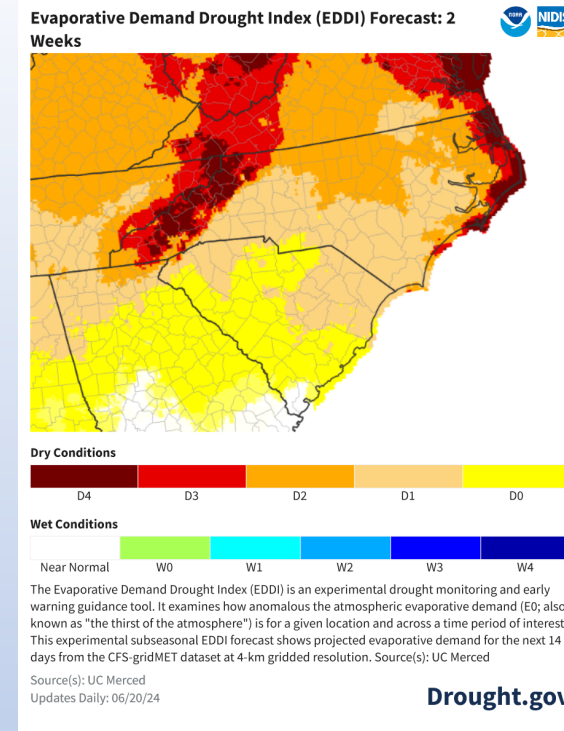 Evaporative Demand Drought Index (EDDI) Forecast: 2
Weeks
NOAA
NIDIS
Dry Conditions
D4 D3 D2 D1 D0
Wet Conditions
Near Normal W0 W1 W2 W3 W4
The Evaporative Demand Drought Index (EDDI) is an experimental drought monitoring and early
warning guidance tool. It examines how anomalous the atmospheric evaporative demand (E0; also
known as "the thirst of the atmosphere") is for a given location and across a time period of interest
This experimental subseasonal EDDI forecast shows projected evaporative demand for the next 14
days from the CFS-gridMET dataset at 4-km gridded resolution. Source(s): UC Merced
Source(s): UC Merced
Updates Daily: 06/20/24
Drought.gov